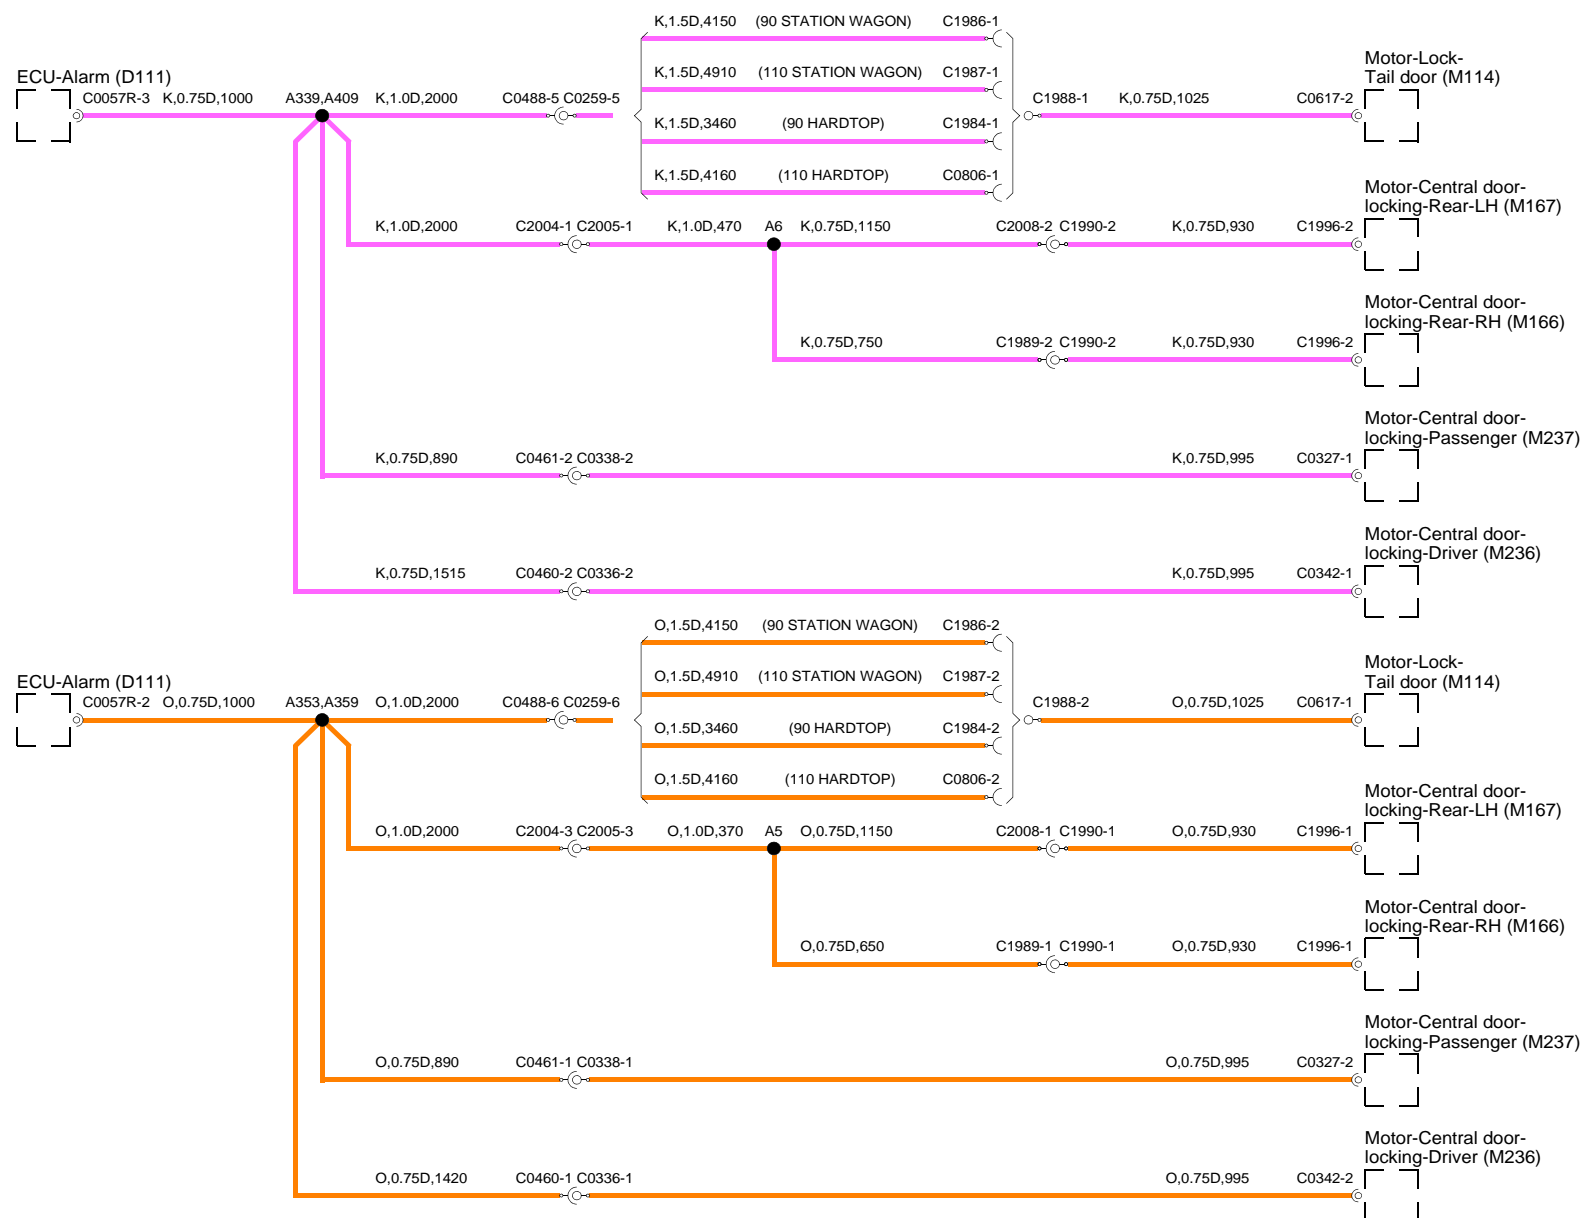 K,1.5D,4150 (90 STATION WAGON) C1986-1
Motor-Lock-
Tail door (M114)
ECU-Alarm (D111)
K,1.5D,4910 (110 STATION WAGON) C1987-1
C0057R-3 K,0.75D,1000 A339,A409 K,1.0D,2000 C0488-5 C0259-5
C1988-1 K,0.75D,1025 C0617-2
K,1.5D,3460 (90 HARDTOP) C1984-1
K,1.5D,4160 (110 HARDTOP) C0806-1
Motor-Central door-
locking-Rear-LH (M167)
K,1.0D,2000 C2004-1 C2005-1 K,1.0D,470 A6 K,0.75D,1150 C2008-2 C1990-2 K,0.75D,930 C1996-2
Motor-Central door-
locking-Rear-RH (M166)
K,0.75D,750 C1989-2 C1990-2 K,0.75D,930 C1996-2
Motor-Central door-
locking-Passenger (M237)
K,0.75D,890 C0461-2 C0338-2 K,0.75D,995 C0327-1
Motor-Central door-
locking-Driver (M236)
K,0.75D,1515 C0460-2 C0336-2 K,0.75D,995 C0342-1
O,1.5D,4150 (90 STATION WAGON) C1986-2
Motor-Lock-
Tail door (M114)
ECU-Alarm (D111)
O,1.5D,4910 (110 STATION WAGON) C1987-2
C0057R-2 O,0.75D,1000 A353,A359 O,1.0D,2000 C0488-6 C0259-6
C1988-2 O,0.75D,1025 C0617-1
O,1.5D,3460 (90 HARDTOP) C1984-2
O,1.5D,4160 (110 HARDTOP) C0806-2
Motor-Central door-
locking-Rear-LH (M167)
O,1.0D,2000 C2004-3 C2005-3 O,1.0D,370 A5 O,0.75D,1150 C2008-1 C1990-1 O,0.75D,930 C1996-1
Motor-Central door-
locking-Rear-RH (M166)
O,0.75D,650 C1989-1 C1990-1 O,0.75D,930 C1996-1
Motor-Central door-
locking-Passenger (M237)
O,0.75D,890 C0461-1 C0338-1 O,0.75D,995 C0327-2
Motor-Central door-
locking-Driver (M236)
O,0.75D,1420 C0460-1 C0336-1 O,0.75D,995 C0342-2